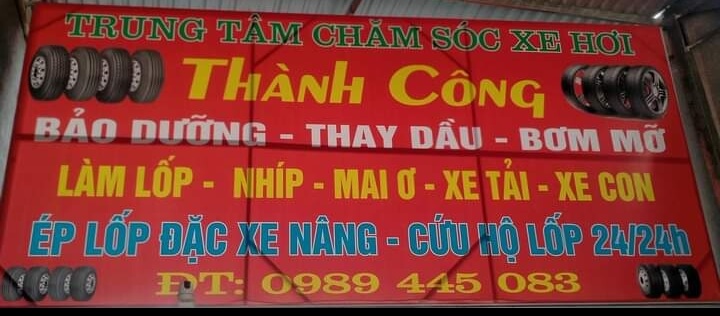 TRUNG TÂM CHĂM SÓC XE HƠI
THÀNH CÔNG
BẢO DƯỠNG - THAY DẦU - BƠM MỠ
LÀM LỐP - NHÍP - MAI Ơ - XE TẢI - XE CON
ÉP LỐP ĐẶC XE NÂNG - CỨU HỘ LỐP 24/24h
ĐT: 0989 445 083